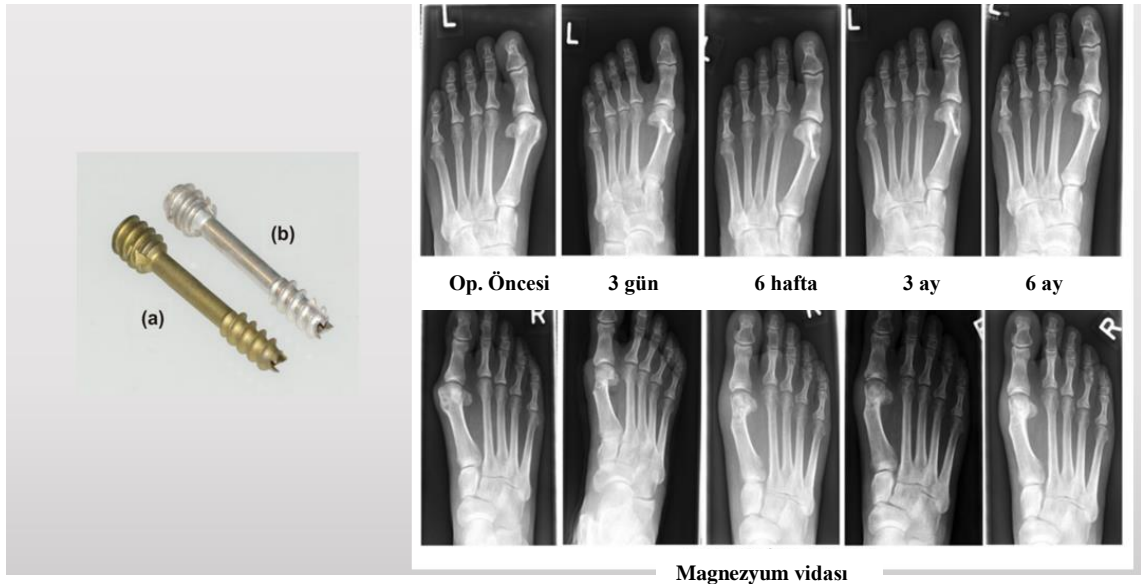 L
L
L
L
(b)
(a)
Op. Öncesi
3 gün
6 hafta
3 ay
6 ay
R
R
Magnezyum vidası